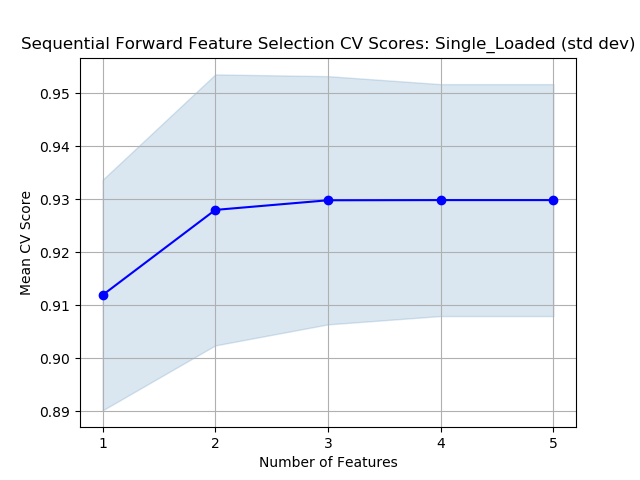 Sequential Forward Feature Selection CV Scores: Single_Loaded (std dev)
0.95
0.94
0.93
0.92
0.91
0.90
0.89
Mean CV Score
1 2 3 4 5
Number of Features